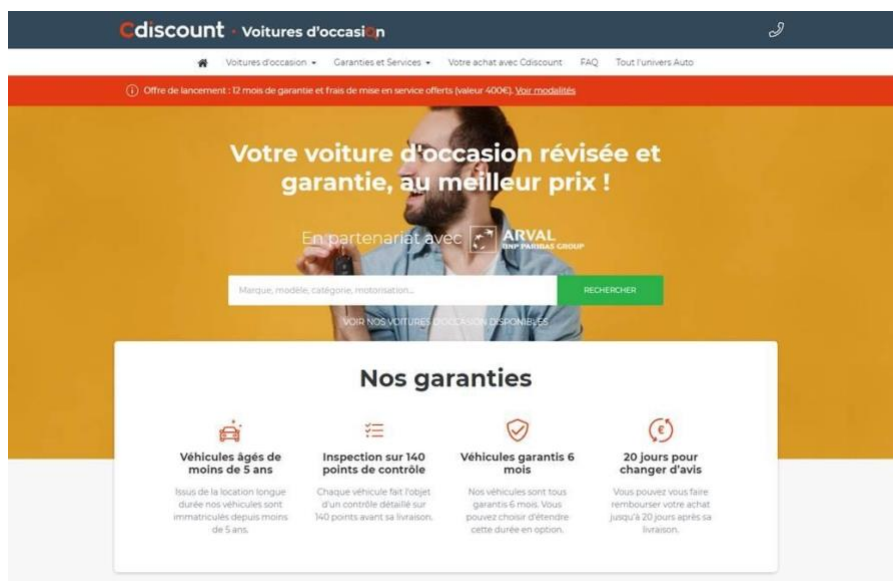 Cdiscount · Voitures d'occasion
Voitures d'occasion Garanties et Services Votre achat avec Cdiscount FAQ Tout l'univers Auto
Offre de lancement : 12 mois de garantie et frais de mise en service offerts (valeur 400€). Voir modalités
Votre voiture d'occasion révisée et
garantie, au meilleur prix !
En partenariat avec ARVAL
BNP PARIBAS GROUP
Marque, modèle, catégorie, motorisation... RECHERCHER
VOIR NOS VOITURES D'OCCASION DISPONIBLES
Nos garanties
Véhicules âgés de
moins de 5 ans
Issus de la location longue
durée nos véhicules sont
immatriculés depuis moins
de 5 ans.
Inspection sur 140
points de contrôle
Chaque véhicule fait l'objet
d'un contrôle détaillé sur
140 points avant sa livraison.
Véhicules garantis 6
mois
Nos véhicules sont tous
garantis 6 mois. Vous
pouvez choisir d'étendre
cette durée en option.
20 jours pour
changer d'avis
Vous pouvez vous faire
rembourser votre achat
jusqu'à 20 jours après sa
livraison.